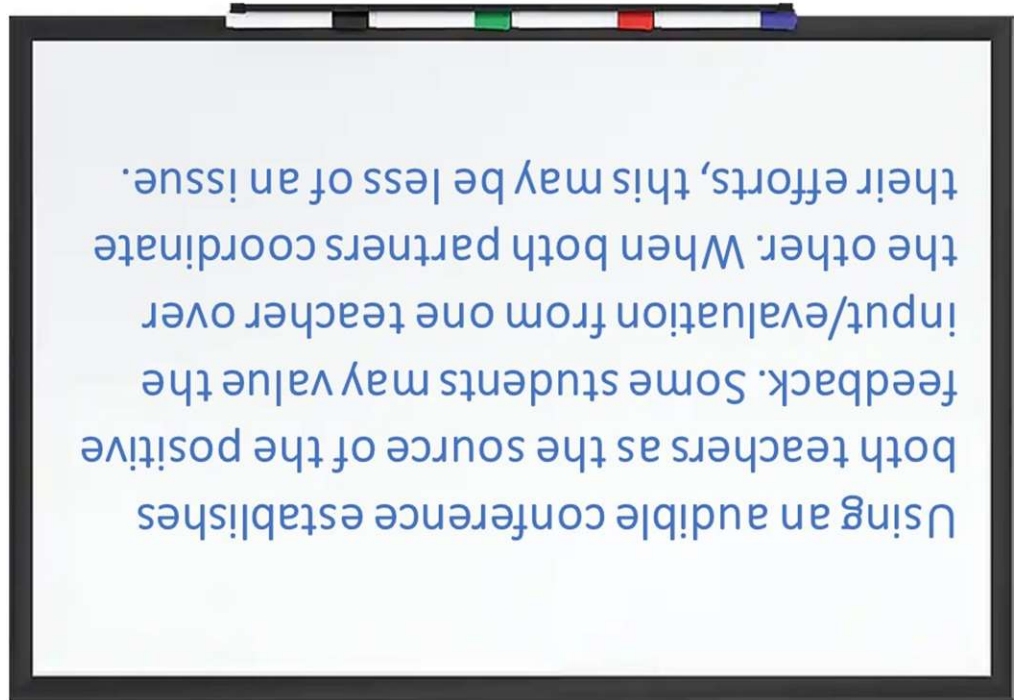 Using an audible conference establishes
both teachers as the source of the positive
feedback. Some students may value the
input/evaluation from one teacher over
the other. When both partners coordinate
their efforts, this may be less of an issue.